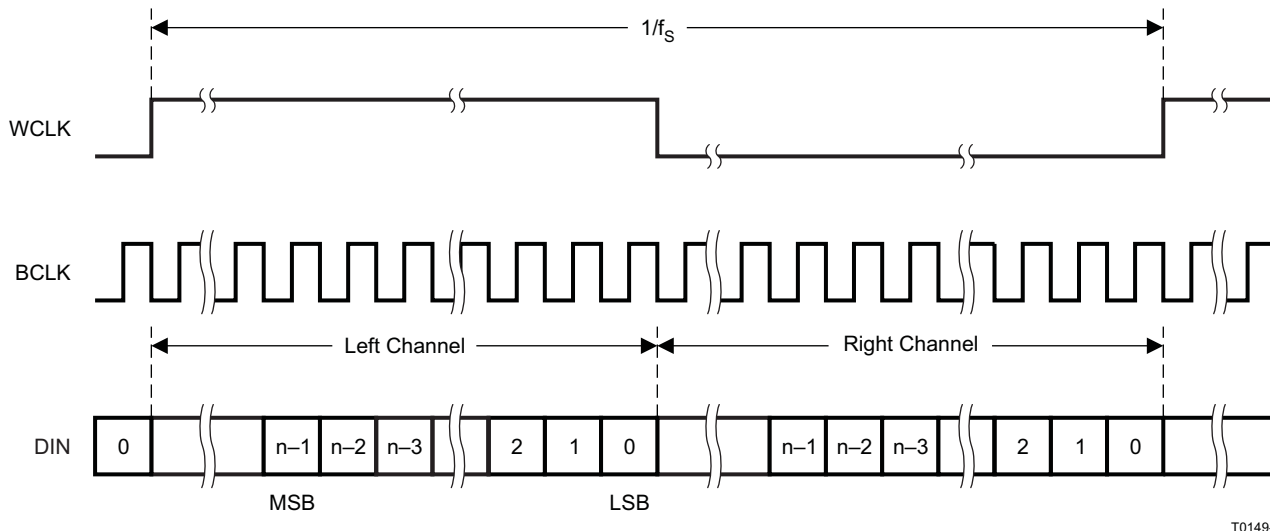 1/fS
WCLK
BCLK
Left Channel
Right Channel
DIN 0 n–1 n–2 n–3 2 1 0 n–1 n–2 n–3 2 1 0
MSB LSB
T0149